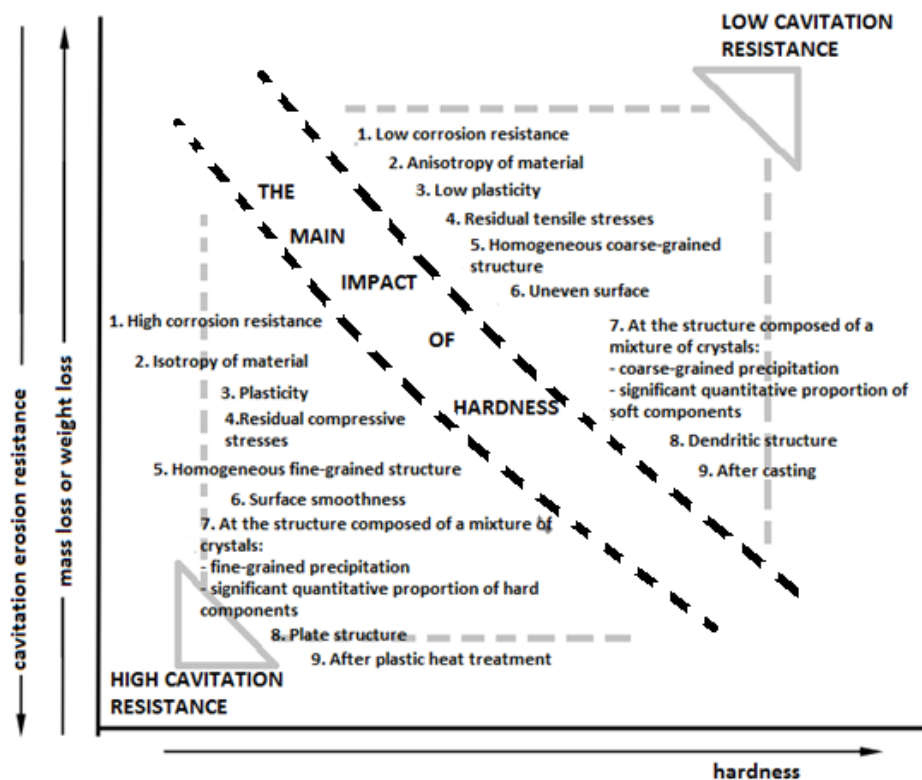 LOW CAVITATION
RESISTANCE
1. Low corrosion resistance
2. Anisotropy of material
3. Low plasticity
4. Residual tensile stresses
5. Homogeneous coarse-grained
structure
6. Uneven surface
7. At the structure composed of a
mixture of crystals:
- coarse-grained precipitation
- significant quantitative proportion of
soft components
8. Dendritic structure
9. After casting
THE
MAIN
IMPACT
OF
HARDNESS
1. High corrosion resistance
2. Isotropy of material
3. Plasticity
4.Residual compressive
stresses
5. Homogeneous fine-grained structure
6. Surface smoothness
7. At the structure composed of a mixture of
crystals:
- fine-grained precipitation
- significant quantitative proportion of hard
components
8. Plate structure
9. After plastic heat treatment
HIGH CAVITATION
RESISTANCE
cavitation erosion resistance
mass loss or weight loss
hardness